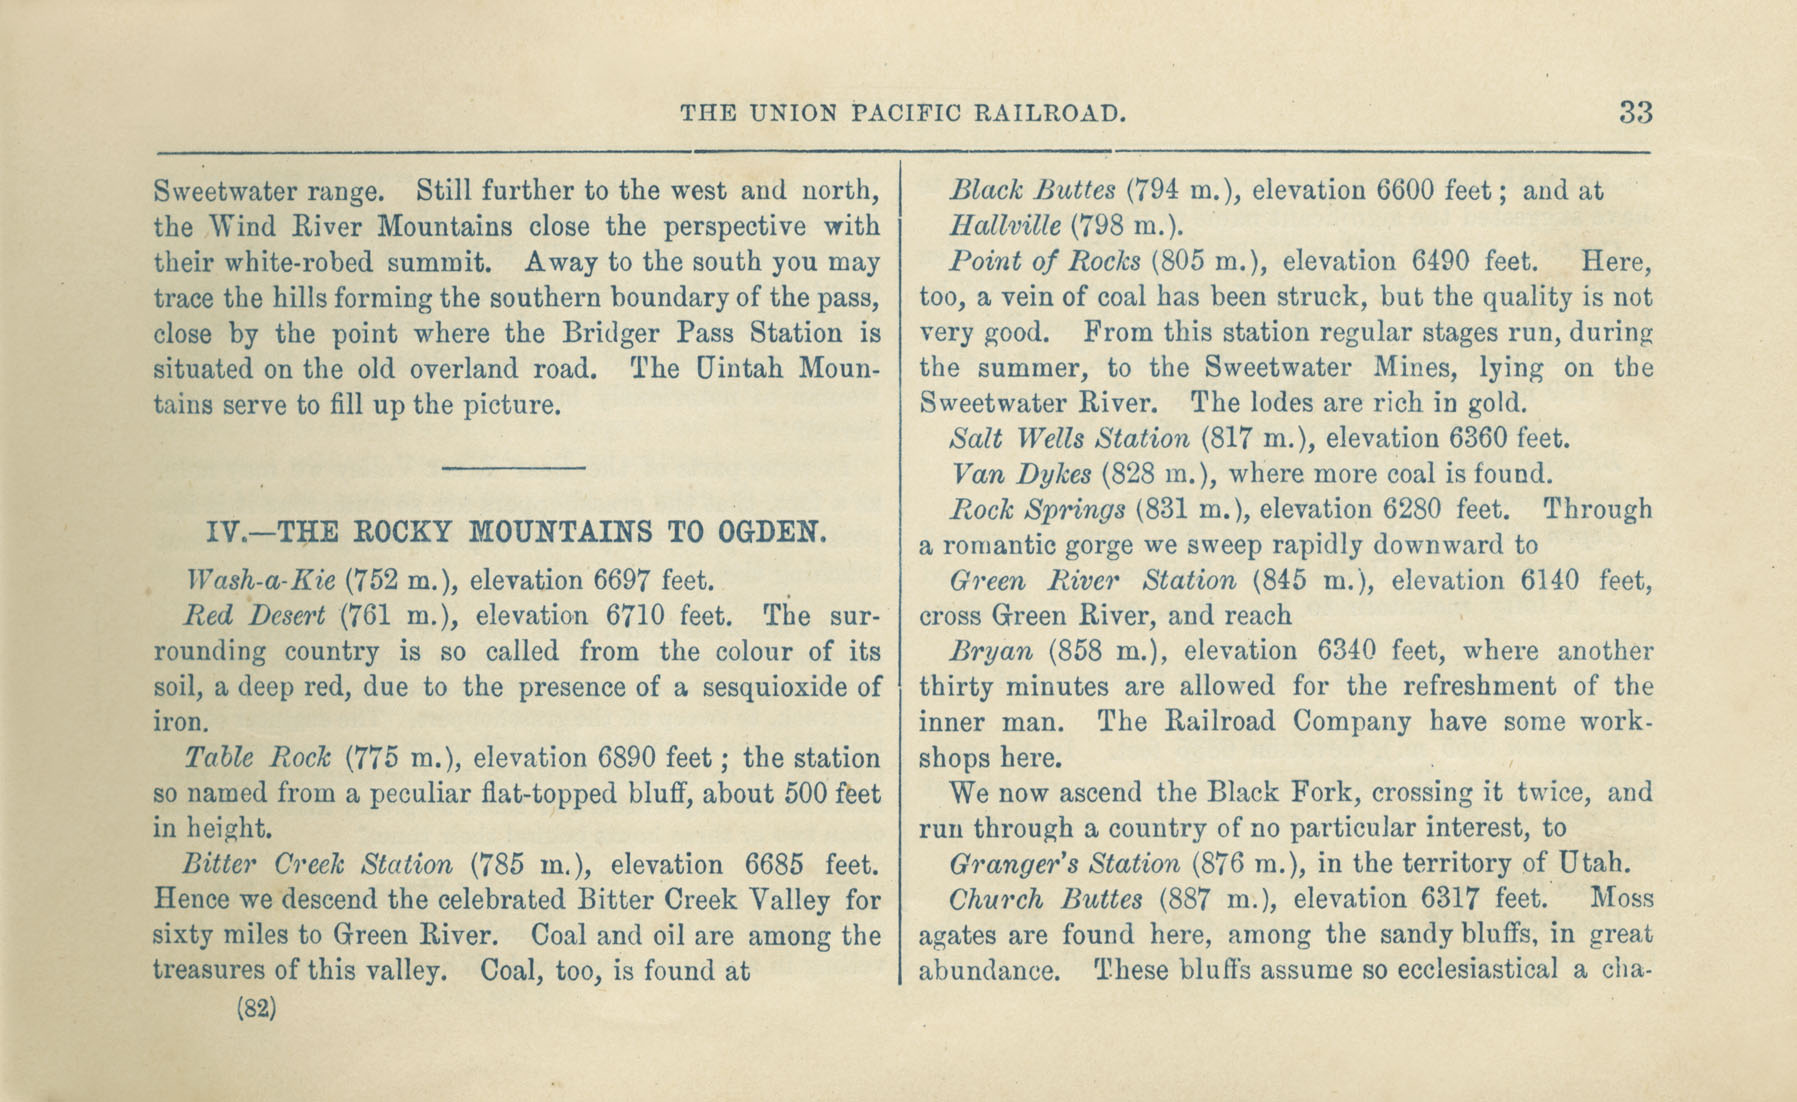 THE UNION PACIFIC RAILROAD. 33
Sweetwater range. Still further to the west and north,
the Wind River Mountains close the perspective with
their white-robed summit. Away to the south you may
trace the hills forming the southern boundary of the pass,
close by the point where the Bridger Pass Station is
situated on the old overland road. The Uintah Moun-
tains serve to fill up the picture.
IV.—THE ROCKY MOUNTAINS TO OGDEN.
Wash-a-Kie (752 m.), elevation 6697 feet.
Red Desert (761 m.), elevation 6710 feet. The sur-
rounding country is so called from the colour of its
soil, a deep red, due to the presence of a sesquioxide of
iron.
Table Rock (775 m.), elevation 6890 feet; the station
so named from a peculiar flat-topped bluff, about 500 feet
in height.
Bitter Creek Station (785 m.), elevation 6685 feet.
Hence we descend the celebrated Bitter Creek Valley for
sixty miles to Green River. Coal and oil are among the
treasures of this valley. Coal, too, is found at
(82)
Black Buttes (794 m.), elevation 6600 feet; and at
Hallville (798 m.).
Point of Rocks (805 m.), elevation 6490 feet. Here,
too, a vein of coal has been struck, but the quality is not
very good. From this station regular stages run, during
the summer, to the Sweetwater Mines, lying on the
Sweetwater River. The lodes are rich in gold.
Salt Wells Station (817 m.), elevation 6360 feet.
Van Dykes (828 m.), where more coal is found.
Rock Springs (831 m.), elevation 6280 feet. Through
a romantic gorge we sweep rapidly downward to
Green River Station (845 m.), elevation 6140 feet,
cross Green River, and reach
Bryan (858 m.), elevation 6340 feet, where another
thirty minutes are allowed for the refreshment of the
inner man. The Railroad Company have some work-
shops here.
We now ascend the Black Fork, crossing it twice, and
run through a country of no particular interest, to
Granger's Station (876 m.), in the territory of Utah.
Church Buttes (887 m.), elevation 6317 feet. Moss
agates are found here, among the sandy bluffs, in great
abundance. These bluffs assume so ecclesiastical a cha-